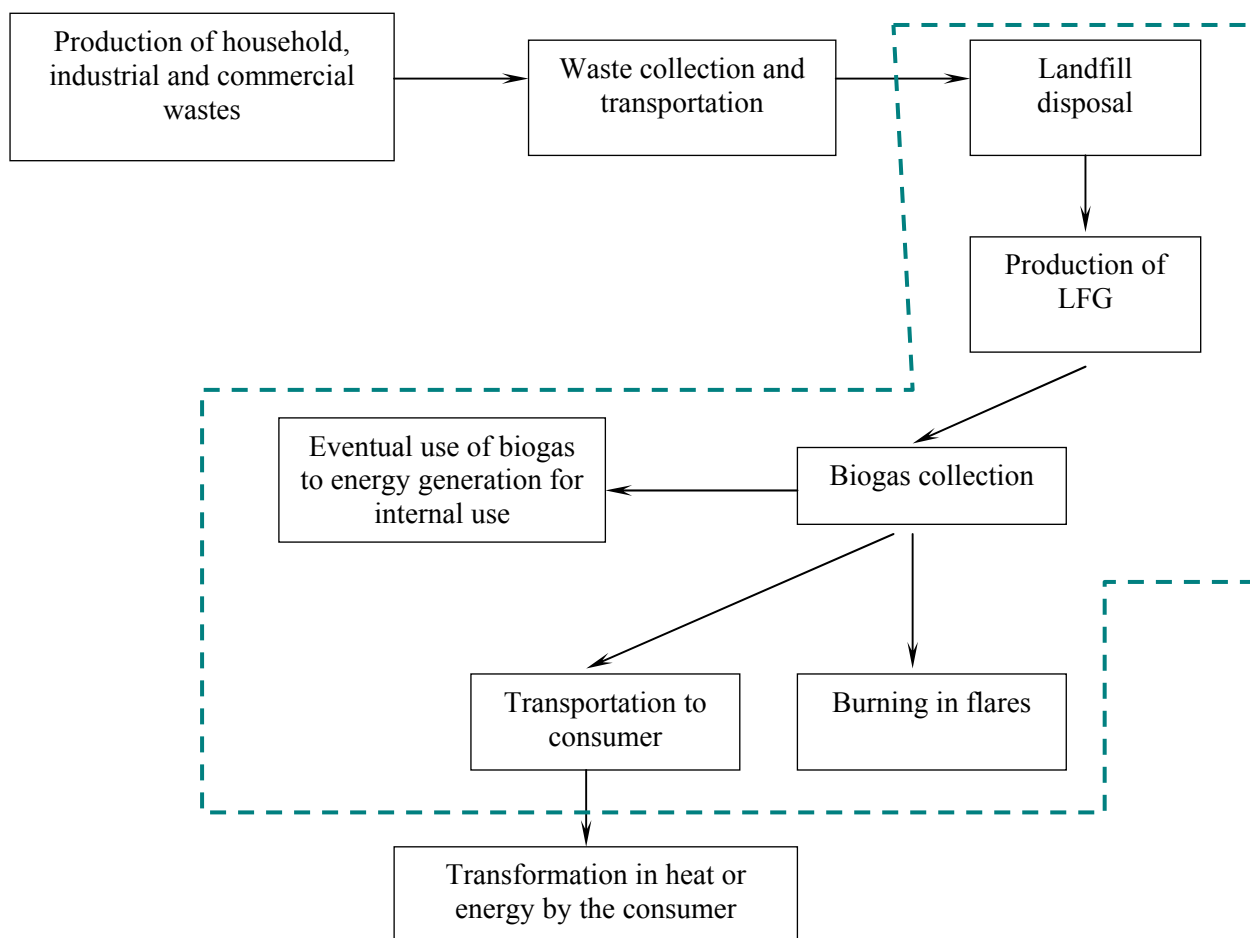 Production of household,
industrial and commercial
wastes
Waste collection and
transportation
Landfill
disposal
Production of
LFG
Eventual use of biogas
to energy generation for
internal use
Biogas collection
Transportation to
consumer
Burning in flares
Transformation in heat or
energy by the consumer